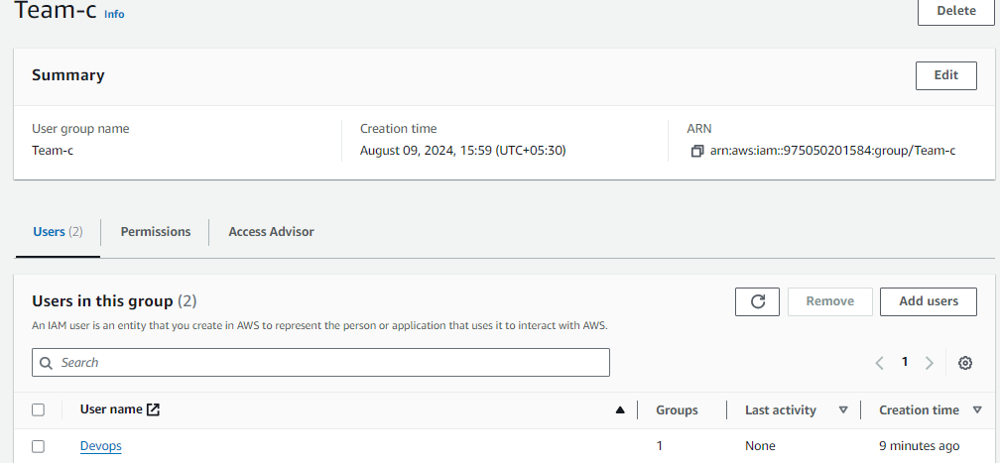 Team-c Info
Delete
Summary
Edit
User group name
Team-c
Creation time
August 09, 2024, 15:59 (UTC+05:30)
ARN
arn:aws:iam::975050201584:group/Team-c
Users (2)
Permissions
Access Advisor
Users in this group (2)
Remove
Add users
An IAM user is an entity that you create in AWS to represent the person or application that uses it to interact with AWS.
Search
1
User name
Groups
Last activity
Creation time
Devops
1
None
9 minutes ago